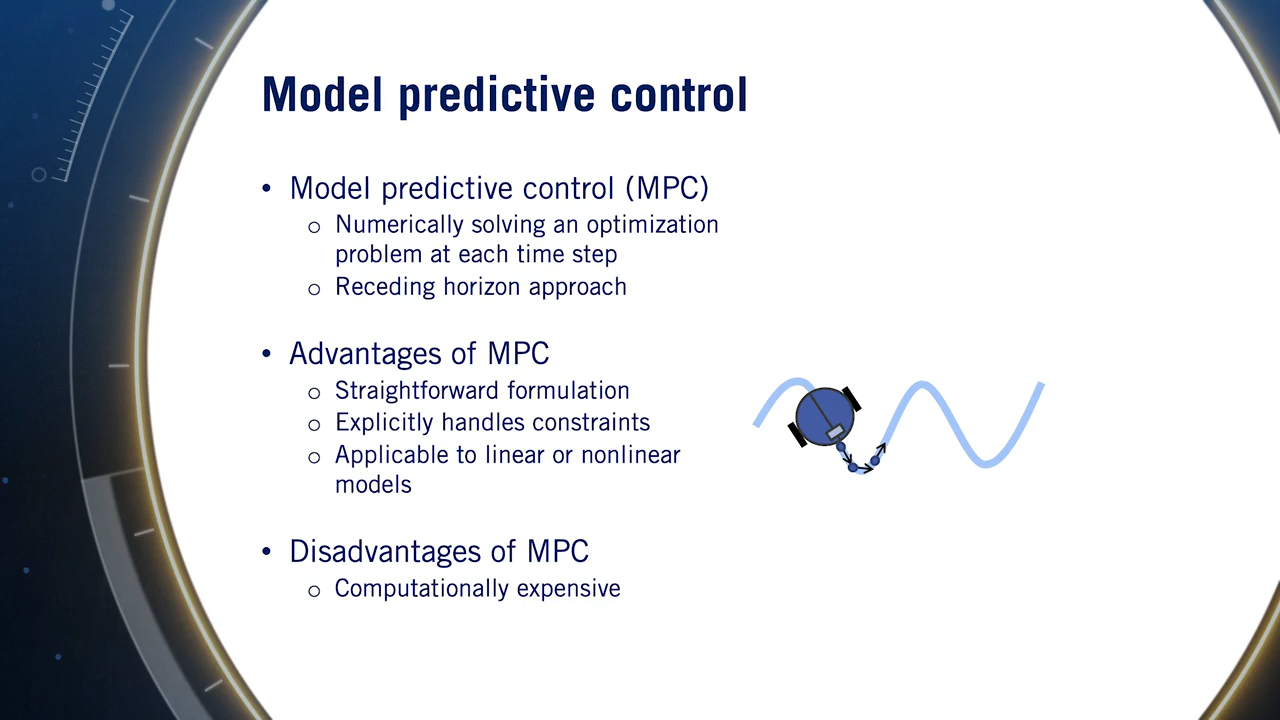 Model predictive control
• Model predictive control (MPC)
o Numerically solving an optimization
problem at each time step
o Receding horizon approach
• Advantages of MPC
o Straightforward formulation
o Explicitly handles constraints
o Applicable to linear or nonlinear
models
• Disadvantages of MPC
o Computationally expensive